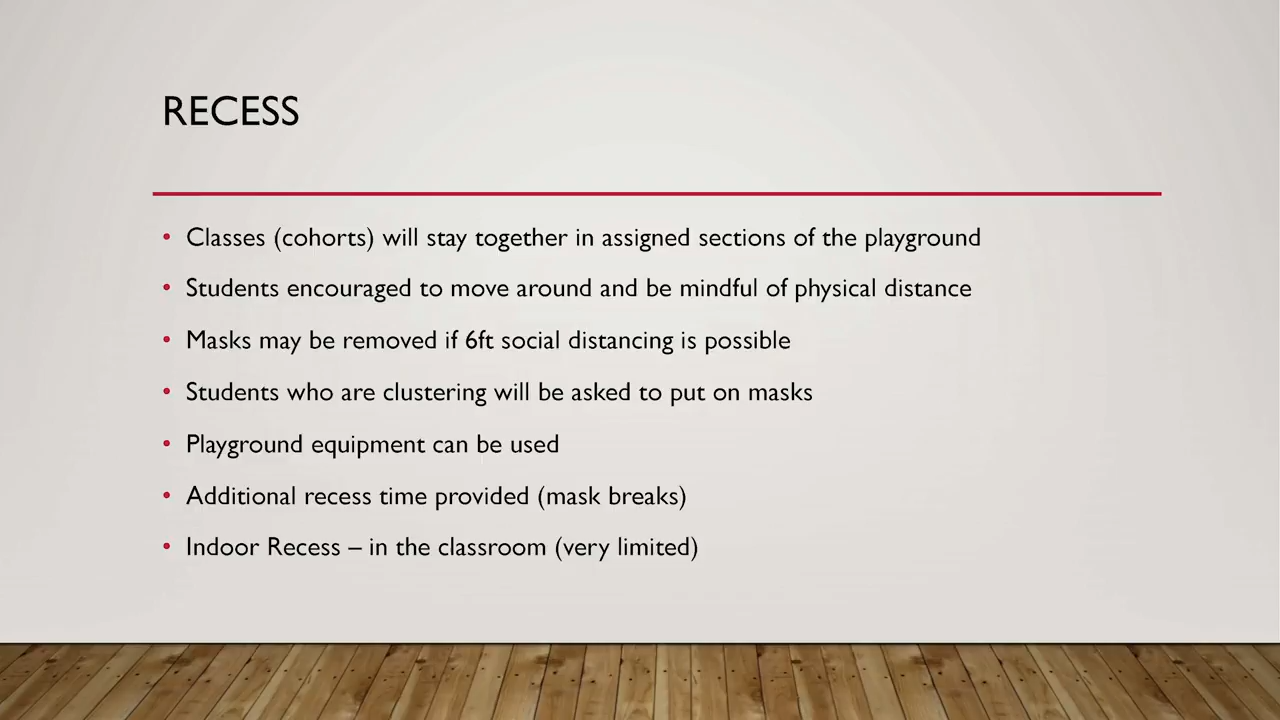 RECESS
• Classes (cohorts) will stay together in assigned sections of the playground
• Students encouraged to move around and be mindful of physical distance
• Masks may be removed if 6ft social distancing is possible
• Students who are clustering will be asked to put on masks
• Playground equipment can be used
• Additional recess time provided (mask breaks)
• Indoor Recess – in the classroom (very limited)